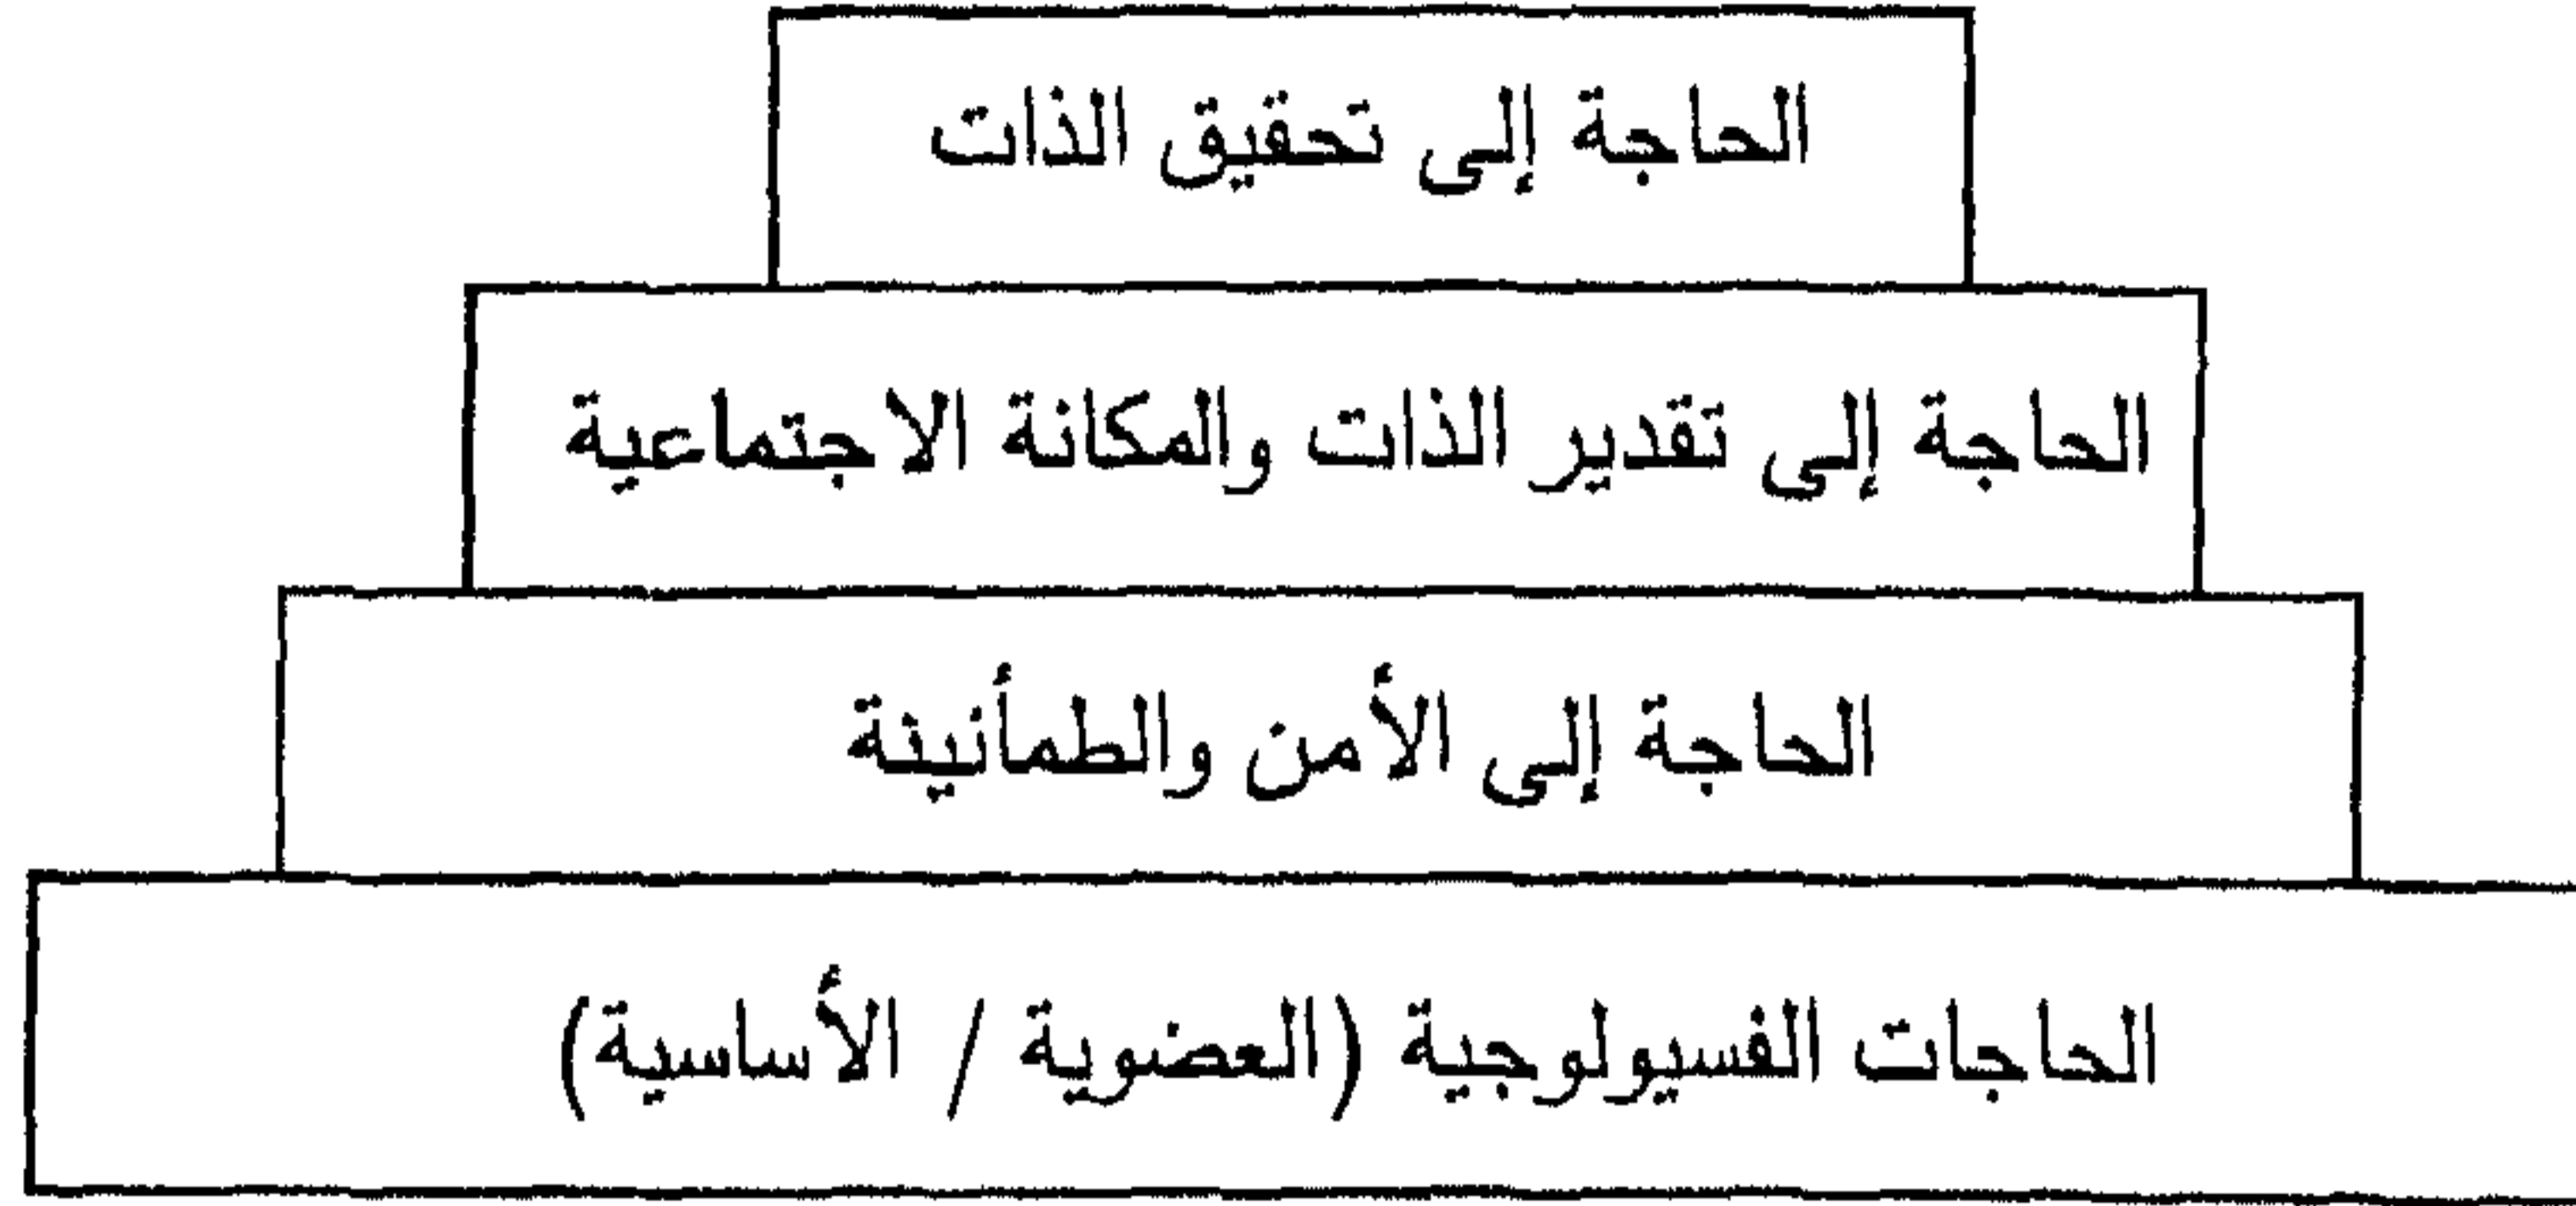 الحاجة إلى تحقيق الذات
الحاجة إلى تقدير الذات والمكانة الاجتماعية
الحاجة إلى الأمن والطمأنينة
الحاجات الفسيولوجية (العضوية / الأساسية)